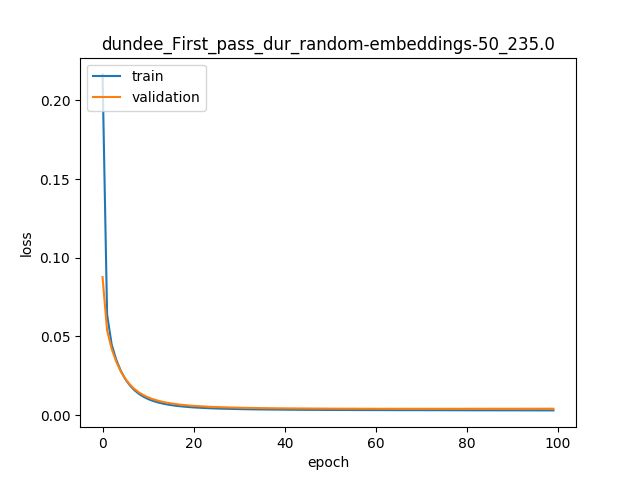 dundee_First_pass_dur_random-embeddings-50_235.0
train
validation
loss
0.20
0.15
0.10
0.05
0.00
0 20 40 60 80 100
epoch